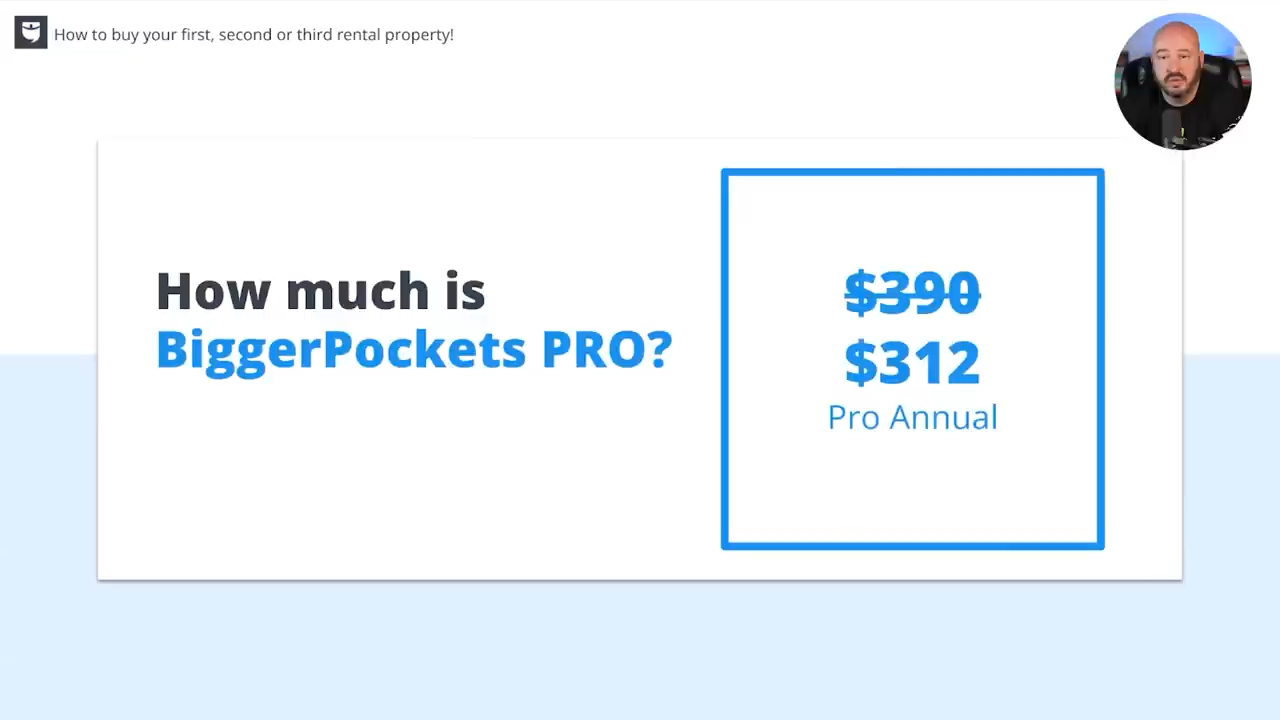 How to buy your first, second or third rental property!
How much is
BiggerPockets PRO?
$390
$312
Pro Annual